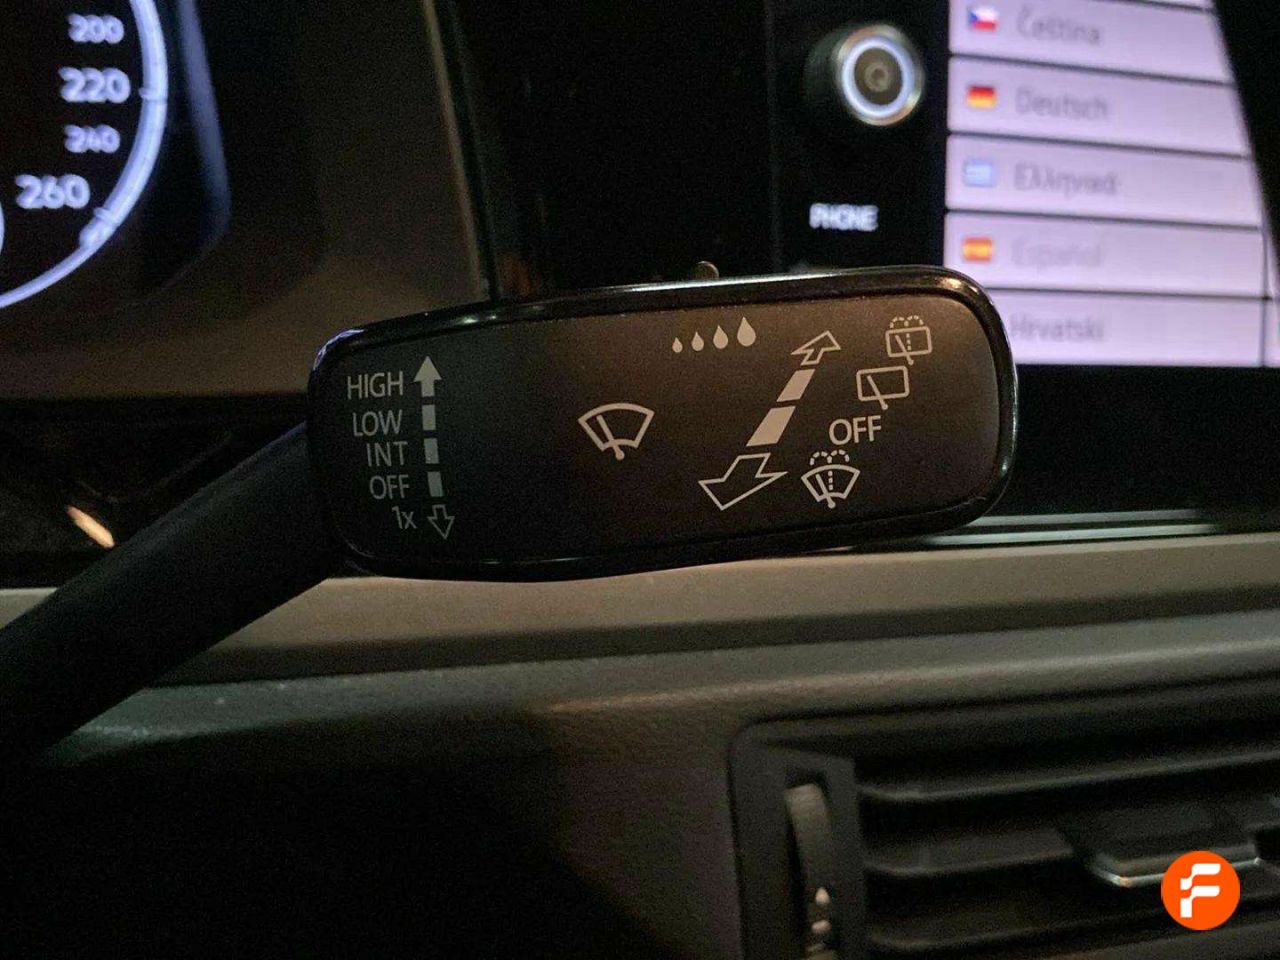 200
220
240
260
PHONE
Čeština
Deutsch
Ελληνικά
Español
Hrvatski
HIGH
LOW
INT
OFF
1x
OFF
F